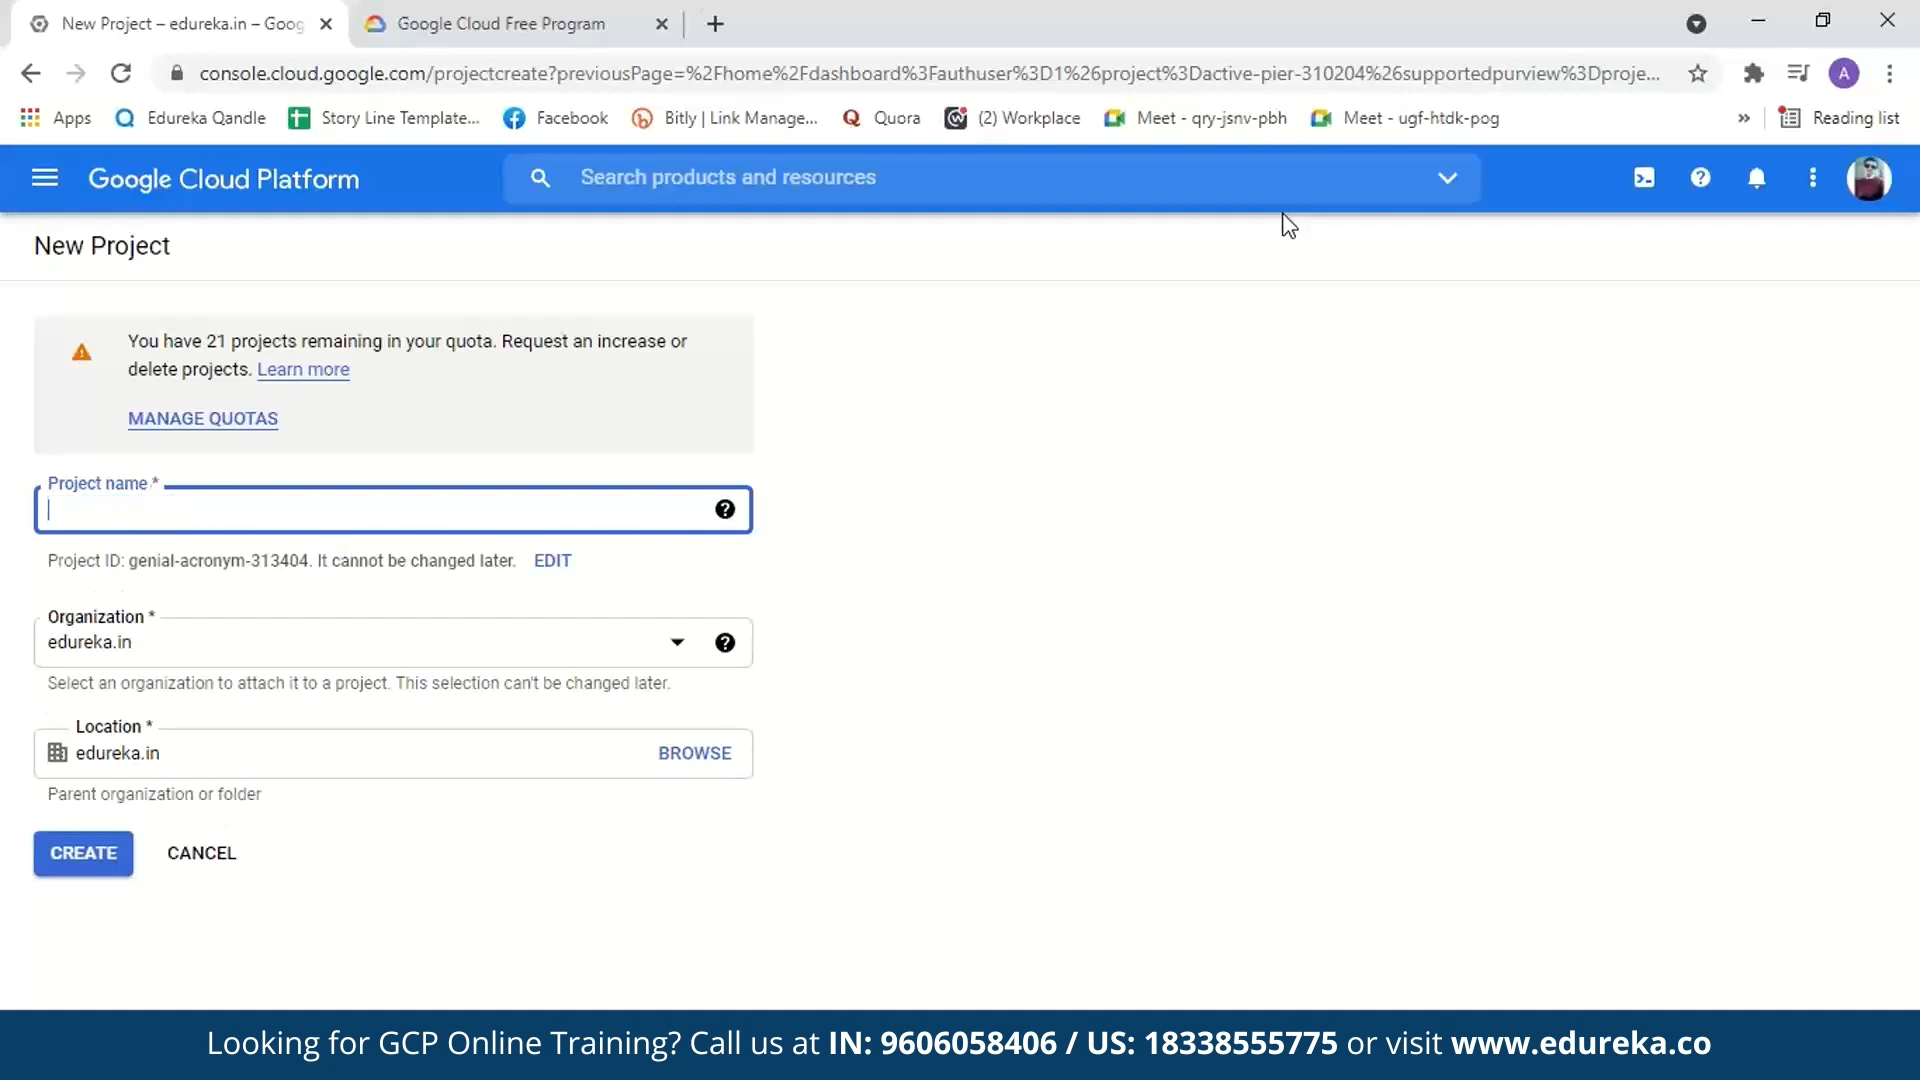 New Project – edureka.in – Goog
Google Cloud Free Program
console.cloud.google.com/projectcreate?previousPage=%2Fhome%2Fdashboard%3Fauthuser%3D1%26project%3Dactive-pier-310204%26supportedpurview%3Dproje...
A
Apps
Edureka Qandle
Story Line Template...
Facebook
Bitly | Link Manage...
Quora
(2) Workplace
Meet - qry-jsnv-pbh
Meet - ugf-htdk-pog
»
Reading list
Google Cloud Platform
Search products and resources
New Project
You have 21 projects remaining in your quota. Request an increase or
delete projects. Learn more
MANAGE QUOTAS
Project name *
Project ID: genial-acronym-313404. It cannot be changed later. EDIT
Organization *
edureka.in
Select an organization to attach it to a project. This selection can't be changed later.
Location *
edureka.in
BROWSE
Parent organization or folder
CREATE
CANCEL
Looking for GCP Online Training? Call us at IN: 9606058406 / US: 18338555775 or visit www.edureka.co